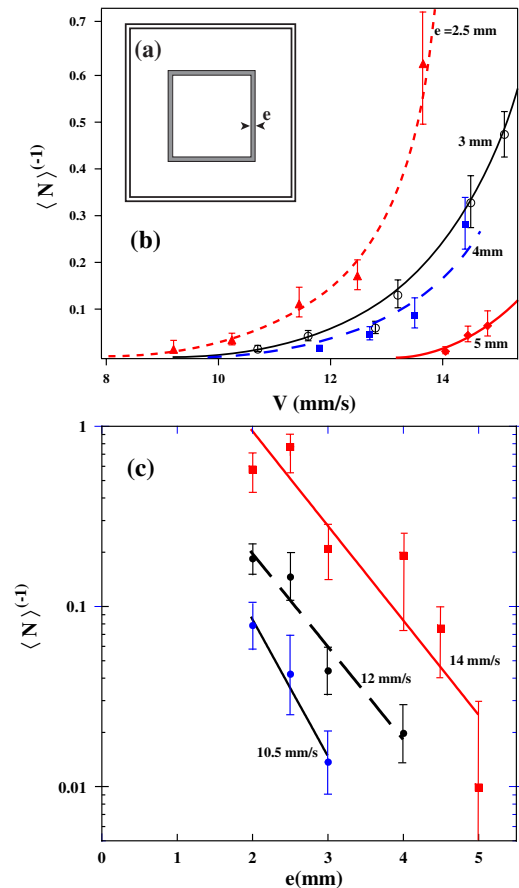 (a)
e
(b)
e =2.5 mm
3 mm
4mm
5 mm
0.7
0.6
0.5
0.4
0.3
0.2
0.1
⟨ N ⟩(-1)
8 10 12 14
V (mm/s)
(c)
1
0.1
0.01
⟨ N ⟩(-1)
14 mm/s
12 mm/s
10.5 mm/s
0 1 2 3 4 5
e(mm)